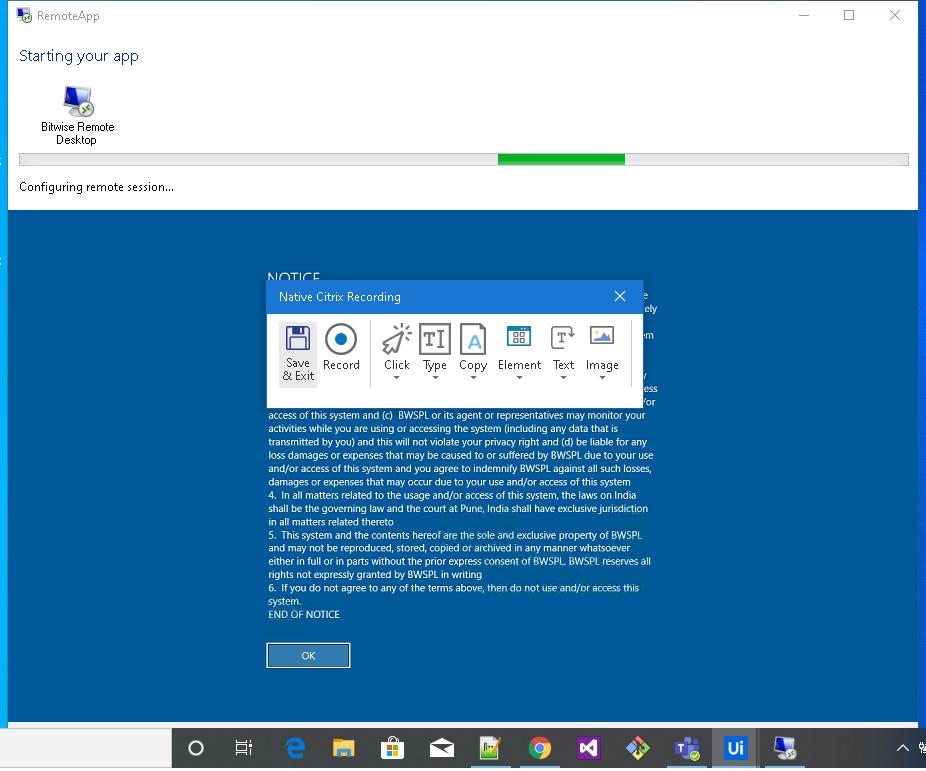 RemoteApp
Starting your app
Bitwise Remote
Desktop
Configuring remote session...
NOTICE
Native Citrix Recording
Save
& Exit
Record
Click
Type
Copy
Element
Text
Image
access of this system and (c)  BWSPL or its agent or representatives may monitor your
activities while you are using or accessing the system (including any data that is
transmitted by you) and this will not violate your privacy right and (d) be liable for any
loss damages or expenses that may be caused to or suffered by BWSPL due to your use
and/or access of this system and you agree to indemnify BWSPL against all such losses,
damages or expenses that may occur due to your use and/or access of this system
4.  In all matters related to the usage and/or access of this system, the laws on India
shall be the governing law and the court at Pune, India shall have exclusive jurisdiction
in all matters related thereto
5.  This system and the contents hereof are the sole and exclusive property of BWSPL
and may not be reproduced, stored, copied or archived in any manner whatsoever
either in full or in parts without the prior express consent of BWSPL. BWSPL reserves all
rights not expressly granted by BWSPL in writing
6.  If you do not agree to any of the terms above, then do not use and/or access this
system.
END OF NOTICE
OK
Ui